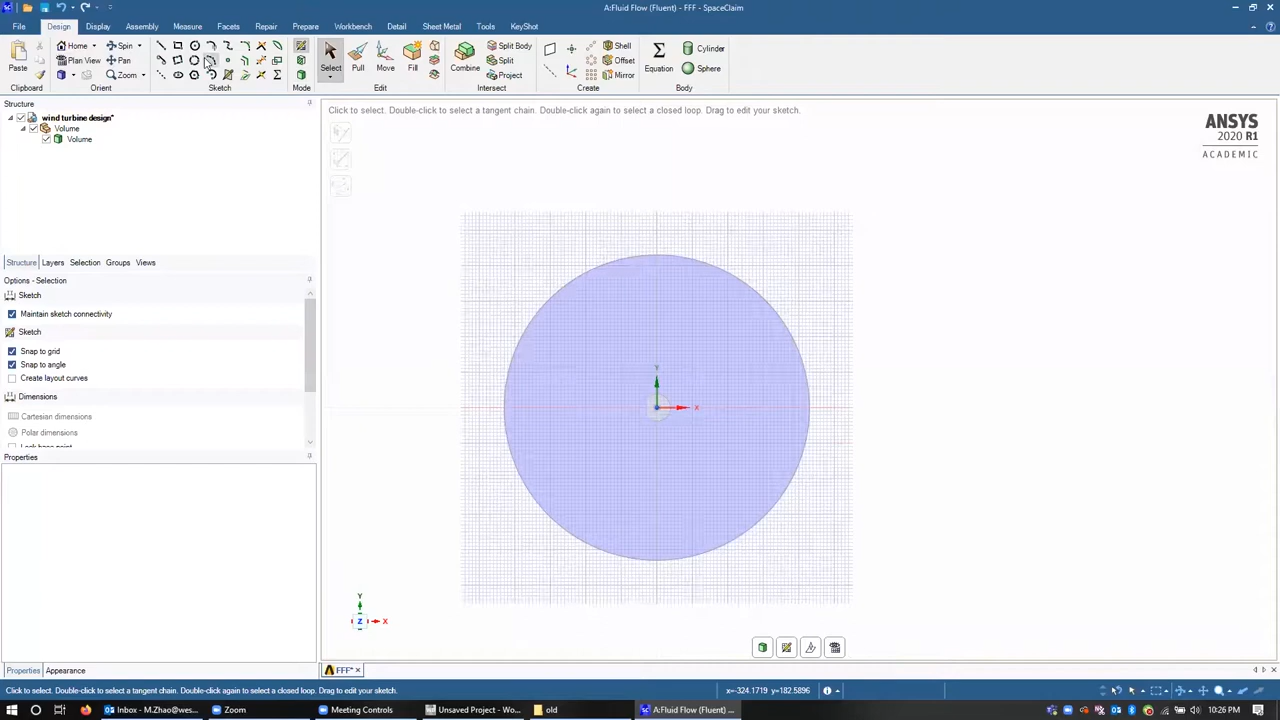 A:Fluid Flow (Fluent) - FFF - SpaceClaim
File Design Display Assembly Measure Facets Repair Prepare Workbench Detail Sheet Metal Tools KeyShot
Home Spin Shell Cylinder
Split Body
Plan View Pan Split Offset Sphere
Paste Select Pull Move Fill Combine Equation
Zoom Project Mirror
Clipboard Orient Sketch Mode Edit Intersect Create Body
Structure
Click to select. Double-click to select a tangent chain. Double-click again to select a closed loop. Drag to edit your sketch.
wind turbine design*
Volume
Volume
ANSYS
2020 R1
ACADEMIC
Structure Layers Selection Groups Views
Options - Selection
Sketch
Maintain sketch connectivity
Sketch
Snap to grid
Snap to angle
Create layout curves
Dimensions
Cartesian dimensions
Polar dimensions
Lock base point
Properties
Y
X
Y
Z X
Properties Appearance
FFF*
Click to select. Double-click to select a tangent chain. Double-click again to select a closed loop. Drag to edit your sketch.
x=-324.1719 y=182.5896
Inbox - M.Zhao@wes... Zoom Meeting Controls Unsaved Project - Wo... old A:Fluid Flow (Fluent) ... 10:26 PM